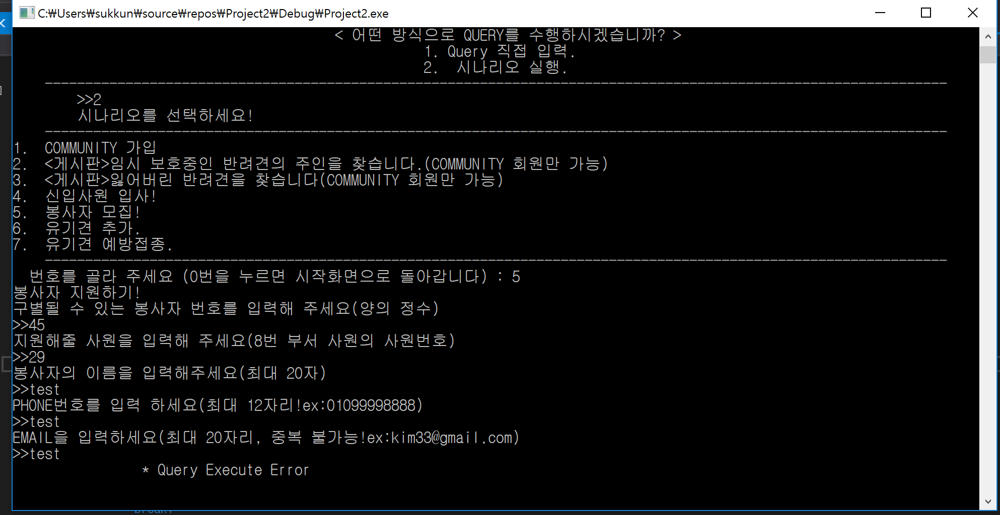 C:₩Users₩sukkun₩source₩repos₩Project2₩Debug₩Project2.exe
< 어떤 방식으로 QUERY를 수행하시겠습니까? >
1. Query 직접 입력.
2.  시나리오 실행.
----------------------------------------------------------------------------------------------------------------
>>2
시나리오를 선택하세요!
----------------------------------------------------------------------------------------------------------------
1.  COMMUNITY 가입
2.  <게시판>임시 보호중인 반려견의 주인을 찾습니다.(COMMUNITY 회원만 가능)
3.  <게시판>잃어버린 반려견을 찾습니다(COMMUNITY 회원만 가능)
4.  신입사원 입사!
5.  봉사자 모집!
6.  유기견 추가.
7.  유기견 예방접종.
----------------------------------------------------------------------------------------------------------------
번호를 골라 주세요 (0번을 누르면 시작화면으로 돌아갑니다) : 5
봉사자 지원하기!
구별될 수 있는 봉사자 번호를 입력해 주세요(양의 정수)
>>45
지원해줄 사원을 입력해 주세요(8번 부서 사원의 사원번호)
>>29
봉사자의 이름을 입력해주세요(최대 20자)
>>test
PHONE번호를 입력 하세요(최대 12자리!ex:01099998888)
>>test
EMAIL을 입력하세요(최대 20자리, 중복 불가능!ex:kim33@gmail.com)
>>test
* Query Execute Error